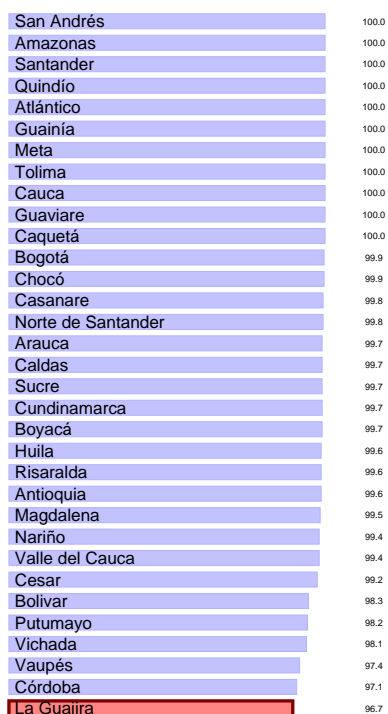 San Andrés 100.0
Amazonas 100.0
Santander 100.0
Quindío 100.0
Atlántico 100.0
Guainía 100.0
Meta 100.0
Tolima 100.0
Cauca 100.0
Guaviare 100.0
Caquetá 100.0
Bogotá 99.9
Chocó 99.9
Casanare 99.8
Norte de Santander 99.8
Arauca 99.7
Caldas 99.7
Sucre 99.7
Cundinamarca 99.7
Boyacá 99.7
Huila 99.6
Risaralda 99.6
Antioquia 99.6
Magdalena 99.5
Nariño 99.4
Valle del Cauca 99.4
Cesar 99.2
Bolivar 98.3
Putumayo 98.2
Vichada 98.1
Vaupés 97.4
Córdoba 97.1
La Guajira 96.7